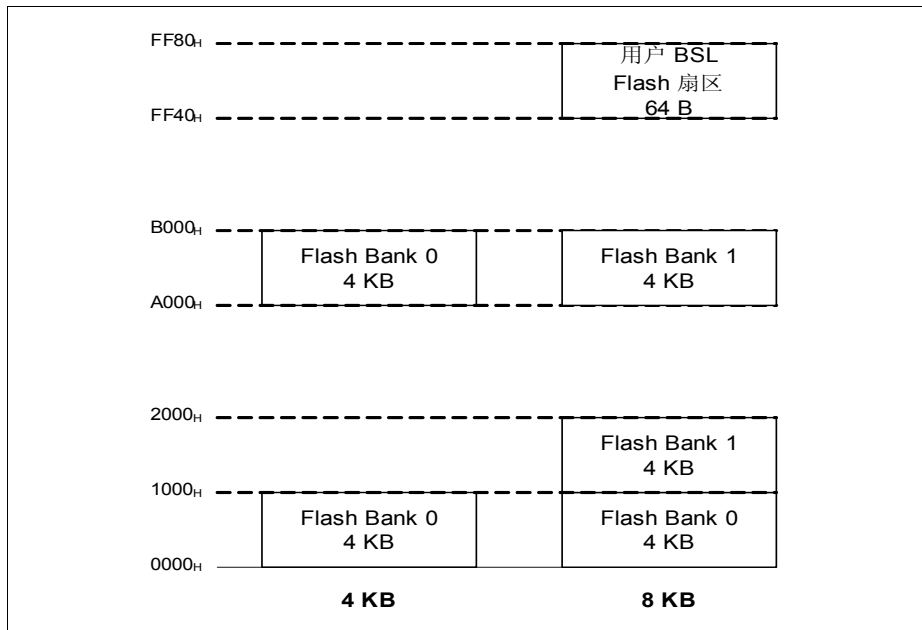 FF80H
用户 BSL
Flash 扇区
64 B
FF40H
B000H
Flash Bank 0
4 KB
Flash Bank 1
4 KB
A000H
2000H
Flash Bank 1
4 KB
1000H
Flash Bank 0
4 KB
Flash Bank 0
4 KB
0000H
4 KB
8 KB